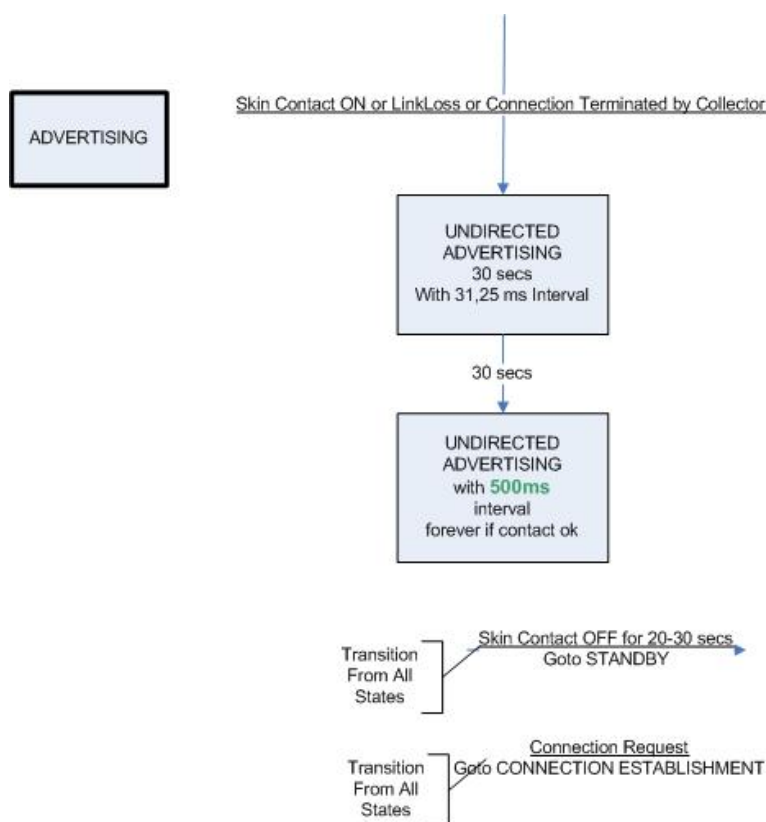 ADVERTISING
Skin Contact ON or LinkLoss or Connection Terminated by Collector
UNDIRECTED
ADVERTISING
30 secs
With 31,25 ms Interval
30 secs
UNDIRECTED
ADVERTISING
with 500ms
interval
forever if contact ok
Transition
From All
States
Skin Contact OFF for 20-30 secs
Goto STANDBY
Transition
From All
States
Connection Request
Goto CONNECTION ESTABLISHMENT